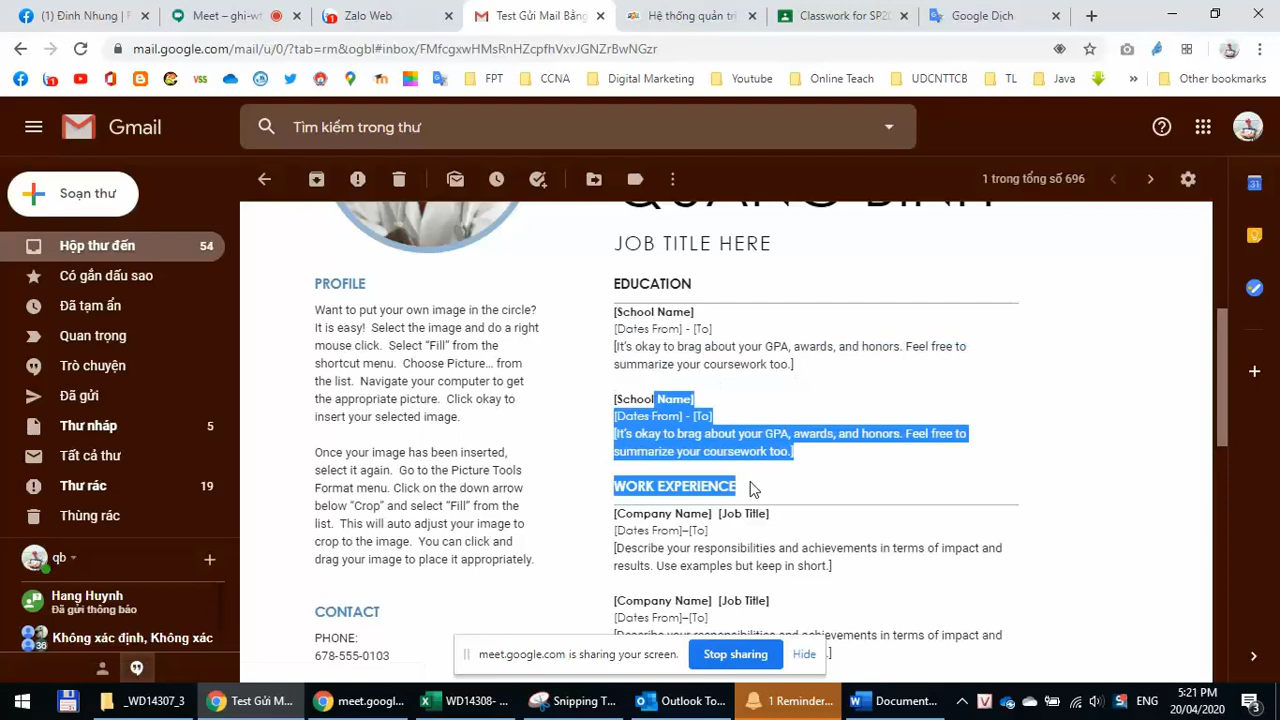 (1) Đinh Khung | F
Meet – ghi-wt
Zalo Web
Test Gửi Mail Bằng
Hệ thống quản trị
Classwork for SP20
Google Dịch
mail.google.com/mail/u/0/?tab=rm&ogbl#inbox/FMfcgxwHMsRnHZcpfhVxvJGNZrBwNGzr
FPT
CCNA
Digital Marketing
Youtube
Online Teach
UDCNTTCB
TL
Java
Other bookmarks
Gmail
Tìm kiếm trong thư
Soạn thư
1 trong tổng số 696
Hộp thư đến 54
Có gắn dấu sao
Đã tạm ẩn
Quan trọng
Trò chuyện
Đã gửi
Thư nháp 5
Tất cả thư
Thư rác 19
Thùng rác
qb
Hang Huynh
Đã gửi thông báo
Không xác định, Không xác
36
QUANG BINH
JOB TITLE HERE
PROFILE
Want to put your own image in the circle?
It is easy! Select the image and do a right
mouse click. Select “Fill” from the
shortcut menu. Choose Picture… from
the list. Navigate your computer to get
the appropriate picture. Click okay to
insert your selected image.
Once your image has been inserted,
select it again. Go to the Picture Tools
Format menu. Click on the down arrow
below “Crop” and select “Fill” from the
list. This will auto adjust your image to
crop to the image. You can click and
drag your image to place it appropriately.
CONTACT
PHONE:
678-555-0103
EDUCATION
[School Name]
[Dates From] - [To]
[It’s okay to brag about your GPA, awards, and honors. Feel free to
summarize your coursework too.]
[School Name]
[Dates From] - [To]
[It’s okay to brag about your GPA, awards, and honors. Feel free to
summarize your coursework too.]
WORK EXPERIENCE
[Company Name] [Job Title]
[Dates From]–[To]
[Describe your responsibilities and achievements in terms of impact and
results. Use examples but keep in short.]
[Company Name] [Job Title]
[Dates From]–[To]
[Describe your responsibilities and achievements in terms of impact and
meet.google.com is sharing your screen.
Stop sharing
Hide
_WD14307_3
Test Gửi M...
meet.googl...
WD14308- ...
Snipping T...
Outlook To...
1 Reminder...
Document...
ENG
5:21 PM
20/04/2020
3